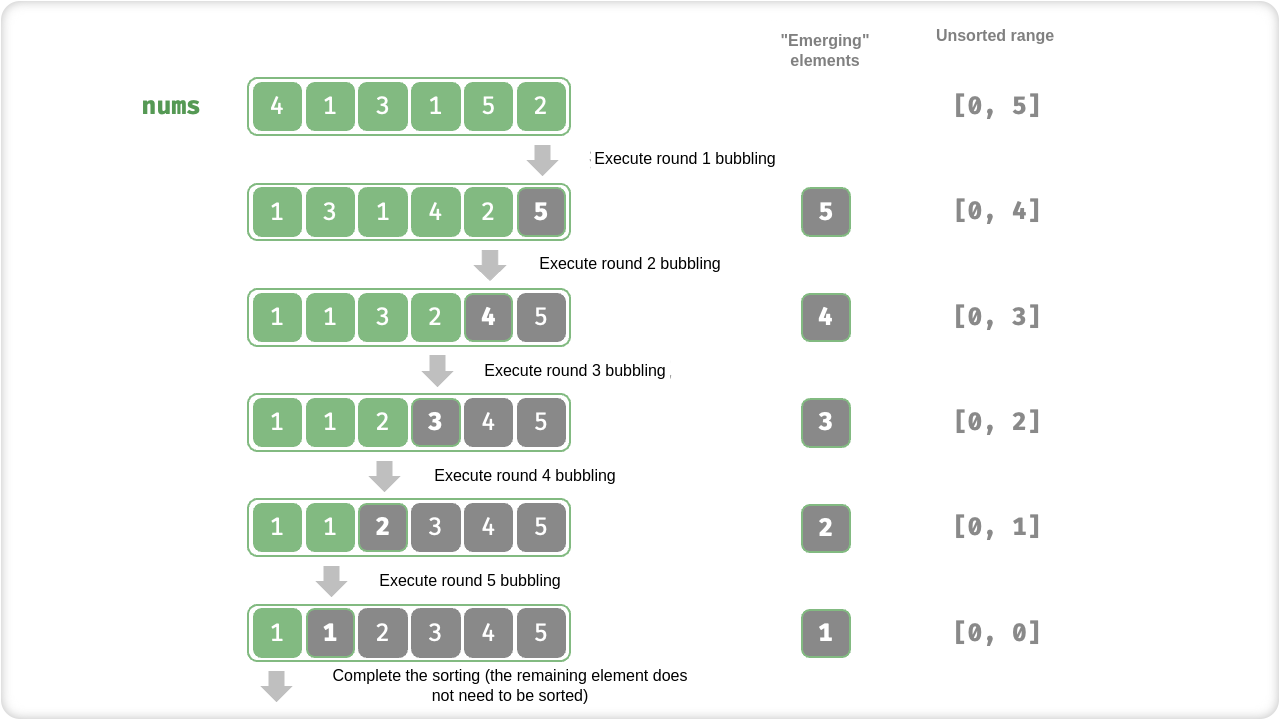 "Emerging"
elements
Unsorted range
nums
4 1 3 1 5 2
[0, 5]
Execute round 1 bubbling
1 3 1 4 2 5
5
[0, 4]
Execute round 2 bubbling
1 1 3 2 4 5
4
[0, 3]
Execute round 3 bubbling
1 1 2 3 4 5
3
[0, 2]
Execute round 4 bubbling
1 1 2 3 4 5
2
[0, 1]
Execute round 5 bubbling
1 1 2 3 4 5
1
[0, 0]
Complete the sorting (the remaining element does
not need to be sorted)